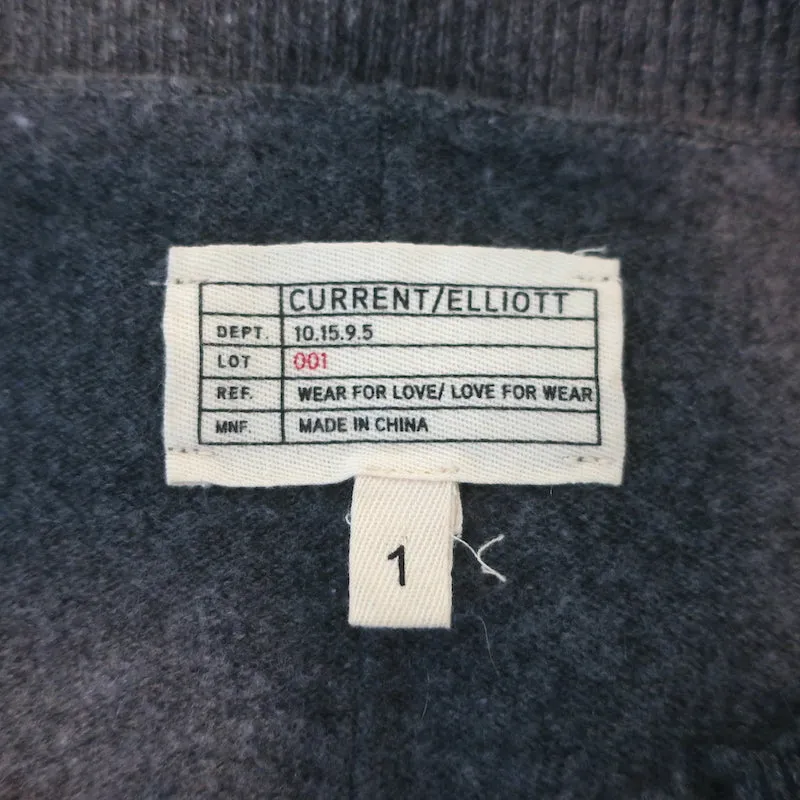 CURRENT/ELLIOTT
DEPT. 10.15.9.5
LOT 001
REF. WEAR FOR LOVE/ LOVE FOR WEAR
MNF. MADE IN CHINA
1